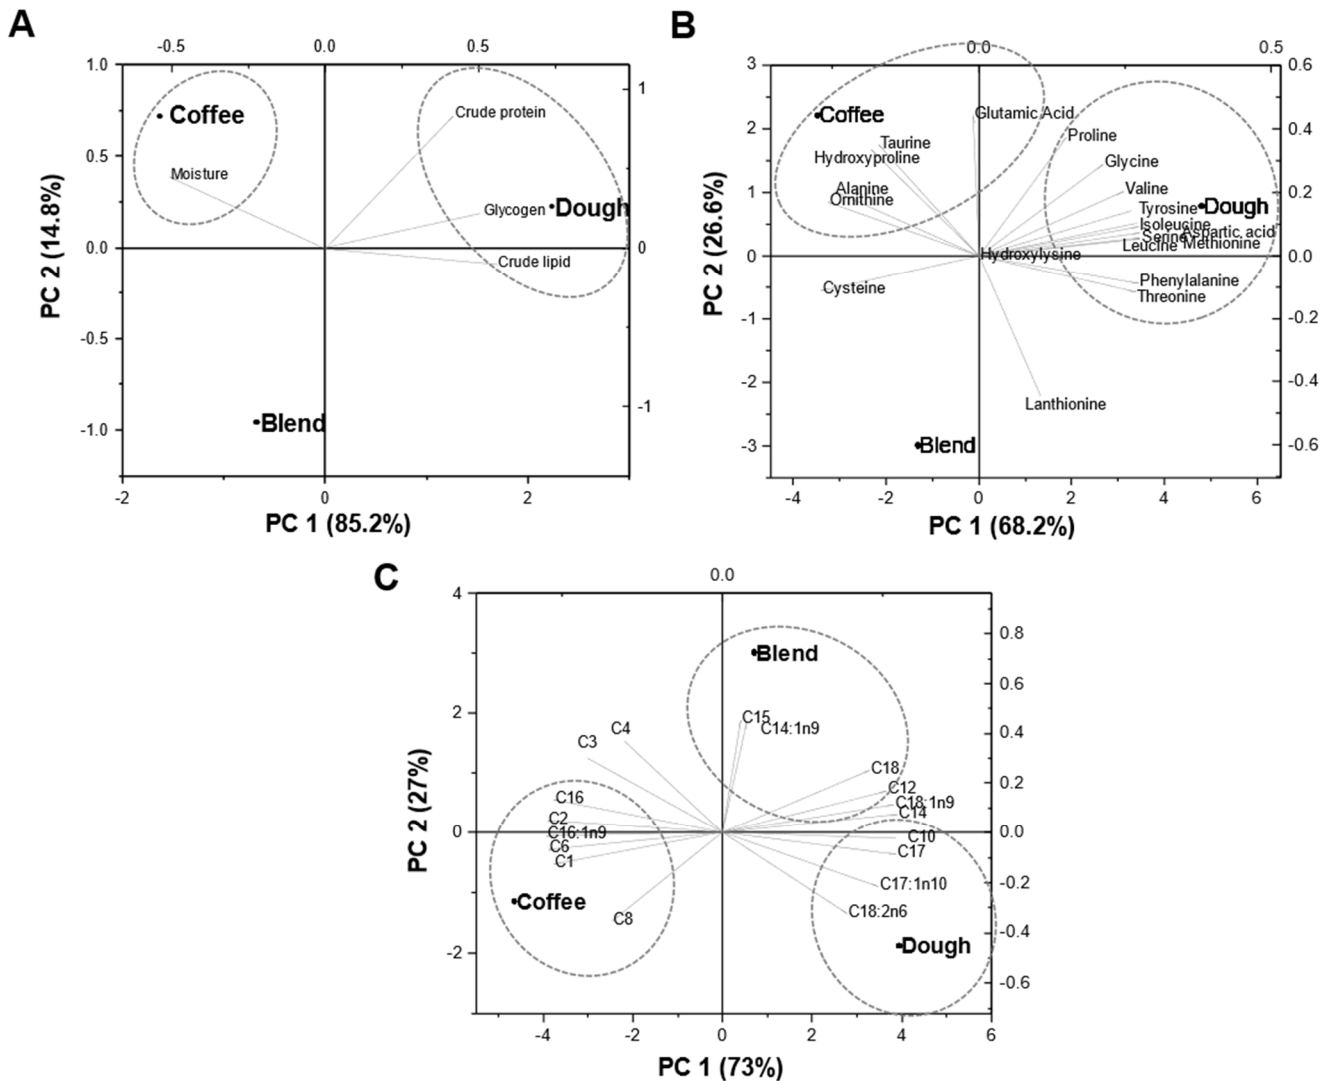 A
-0.5 0.0 0.5
1.0
0.5
0.0
-0.5
-1.0
1
0
-1
Coffee
Moisture
Crude protein
Glycogen
Dough
Crude lipid
Blend
-2 0 2
PC 1 (85.2%)
PC 2 (14.8%)
B
0.0 0.5
3
2
1
0
-1
-2
-3
0.6
0.4
0.2
0.0
-0.2
-0.4
-0.6
Coffee
Glutamic Acid
Taurine
Hydroxyproline
Proline
Glycine
Alanine
Ornithine
Valine
Tyrosine
Dough
Isoleucine
Serine
Aspartic acid
Leucine
Methionine
Hydroxylysine
Phenylalanine
Threonine
Cysteine
Lanthionine
Blend
-4 -2 0 2 4 6
PC 1 (68.2%)
PC 2 (26.6%)
C
0.0
4
2
0
-2
0.8
0.6
0.4
0.2
0.0
-0.2
-0.4
-0.6
Blend
C15
C14:1n9
C4
C3
C18
C12
C18:1n9
C14
C16
C2
C16:1n9
C6
C1
C10
C17
C17:1n10
C18:2n6
Coffee
C8
Dough
-4 -2 0 2 4 6
PC 1 (73%)
PC 2 (27%)